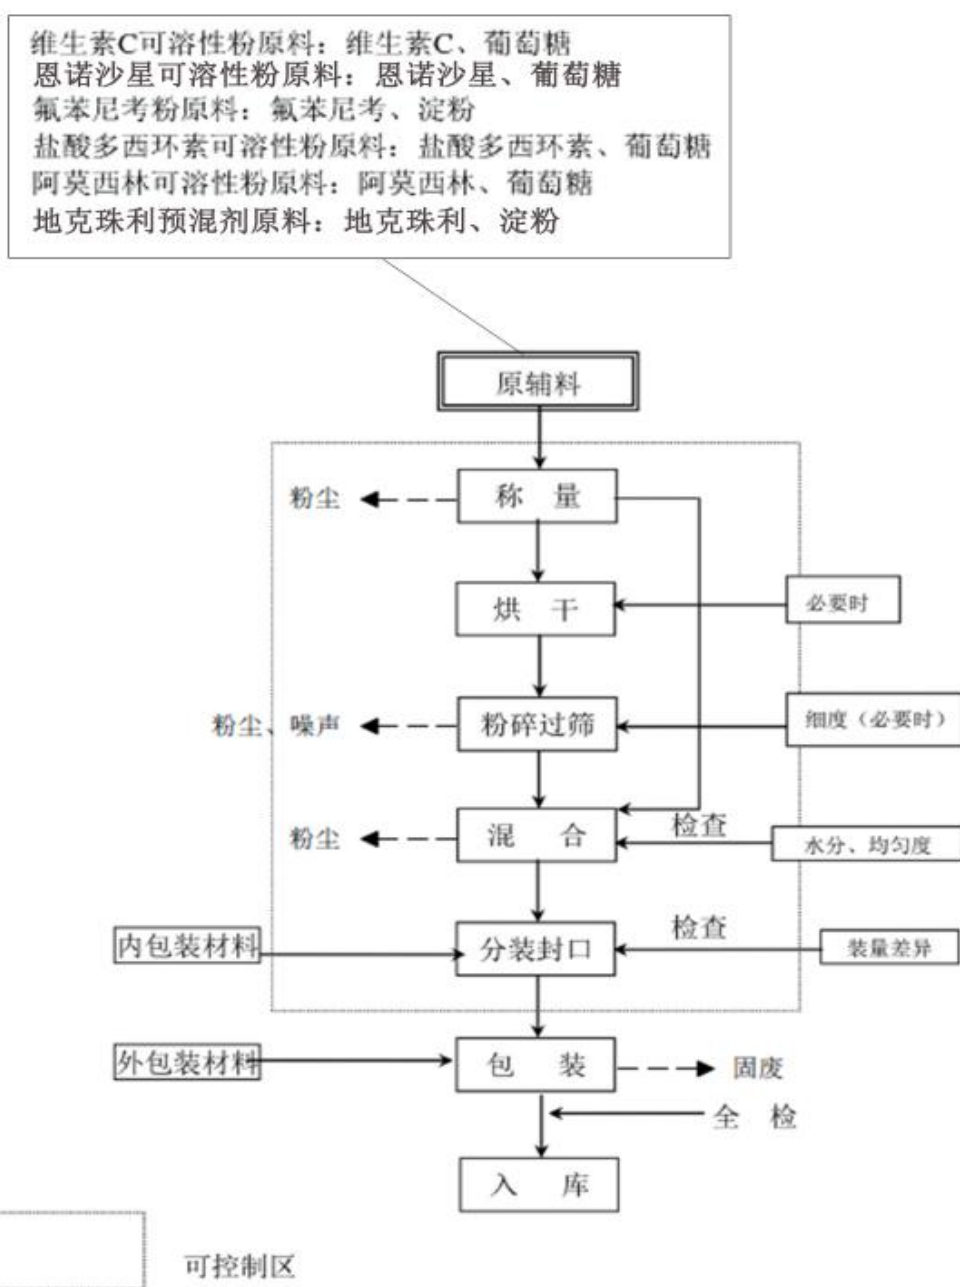 维生素C可溶性粉原料：维生素C、葡萄糖
恩诺沙星可溶性粉原料：恩诺沙星、葡萄糖
氟苯尼考粉原料：氟苯尼考、淀粉
盐酸多西环素可溶性粉原料：盐酸多西环素、葡萄糖
阿莫西林可溶性粉原料：阿莫西林、葡萄糖
地克珠利预混剂原料：地克珠利、淀粉
原辅料
粉尘
称 量
烘 干
必要时
粉尘、噪声
粉碎过筛
细度（必要时）
粉尘
混 合
检查
水分、均匀度
内包装材料
分装封口
检查
装量差异
外包装材料
包 装
固废
全 检
入 库
可控制区